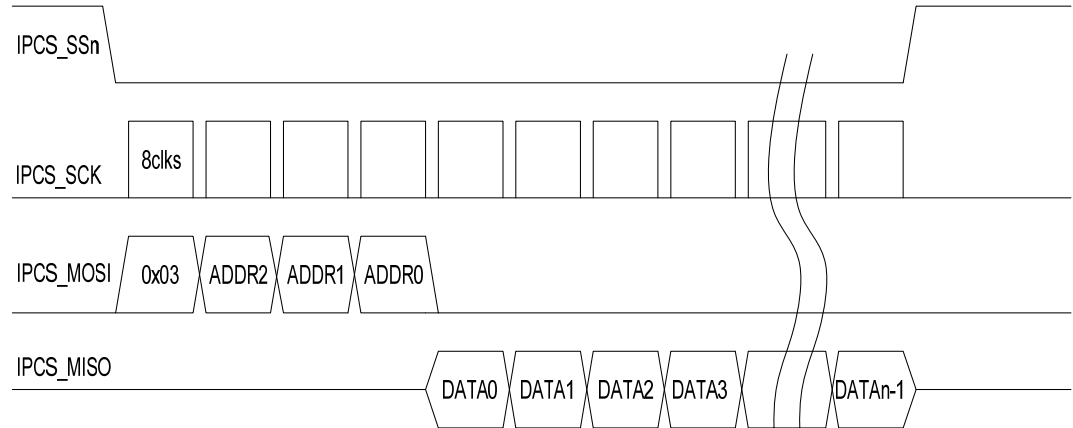 IPCS_SSn
IPCS_SCK 8clks
IPCS_MOSI 0x03 ADDR2 ADDR1 ADDR0
IPCS_MISO
DATA0 DATA1 DATA2 DATA3 DATAn-1